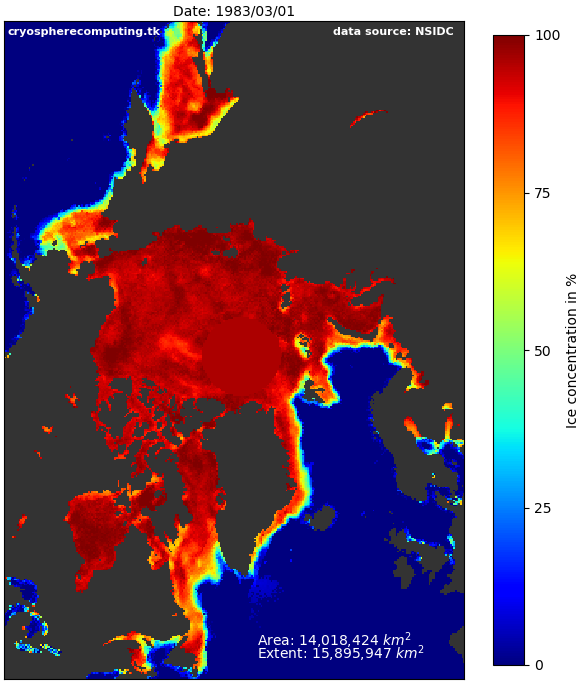 Date: 1983/03/01
cryospherecomputing.tk data source: NSIDC
100
75
50
25
0
Ice concentration in %
Area: 14,018,424 km²
Extent: 15,895,947 km²